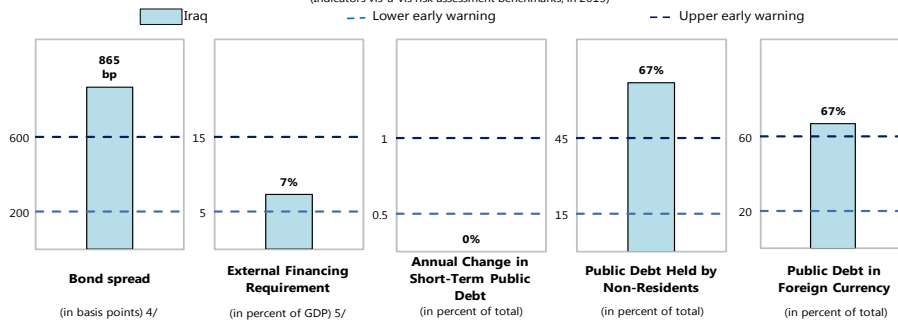 (Indicators vis-à-vis risk assessment benchmarks, in 2015)
Iraq Lower early warning Upper early warning
865
bp
600
200
Bond spread
(in basis points) 4/
15
7%
5
External Financing
Requirement
(in percent of GDP) 5/
1
0.5
0%
Annual Change in
Short-Term Public
Debt
(in percent of total)
67%
45
15
Public Debt Held by
Non-Residents
(in percent of total)
67%
60
20
Public Debt in
Foreign Currency
(in percent of total)